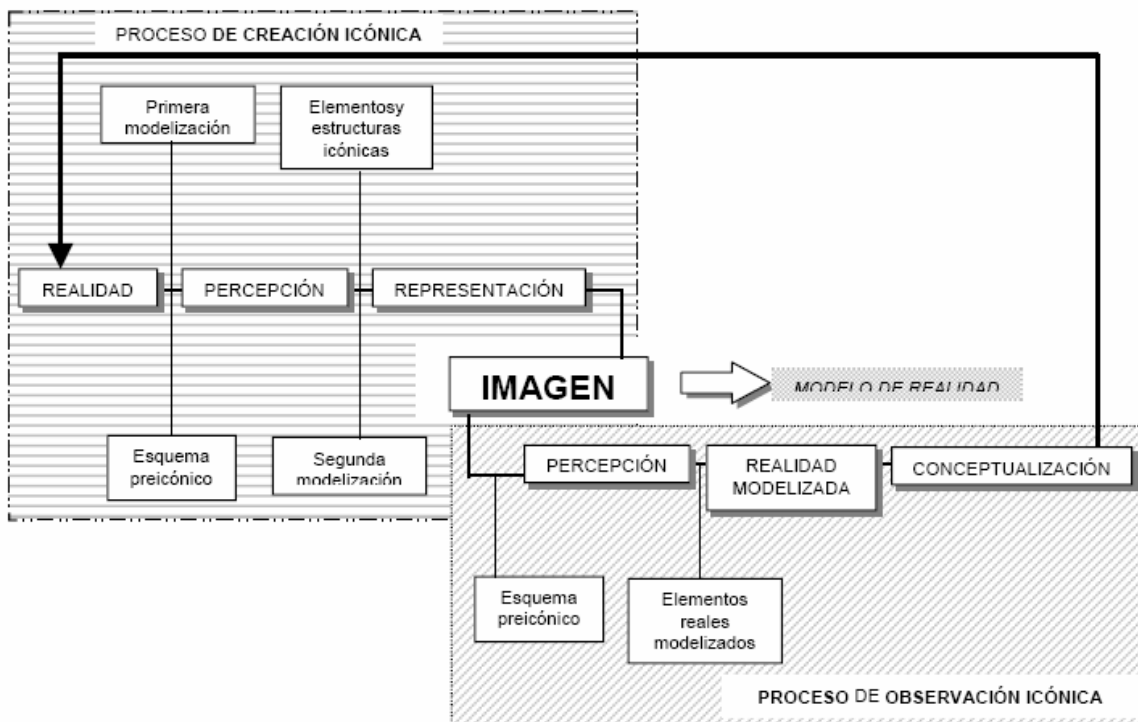 PROCESO DE CREACIÓN ICÓNICA
Primera
modelización
Elementosy
estructuras
icónicas
REALIDAD
PERCEPCIÓN
REPRESENTACIÓN
IMAGEN
MODELO DE REALIDAD
Esquema
preicónico
Segunda
modelización
PERCEPCIÓN
REALIDAD
MODELIZADA
CONCEPTUALIZACIÓN
Esquema
preicónico
Elementos
reales
modelizados
PROCESO DE OBSERVACIÓN ICÓNICA